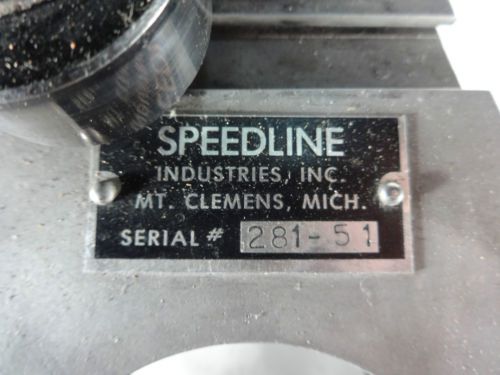 SPEEDLINE
INDUSTRIES, INC.
MT. CLEMENS, MICH.
SERIAL # 281-51